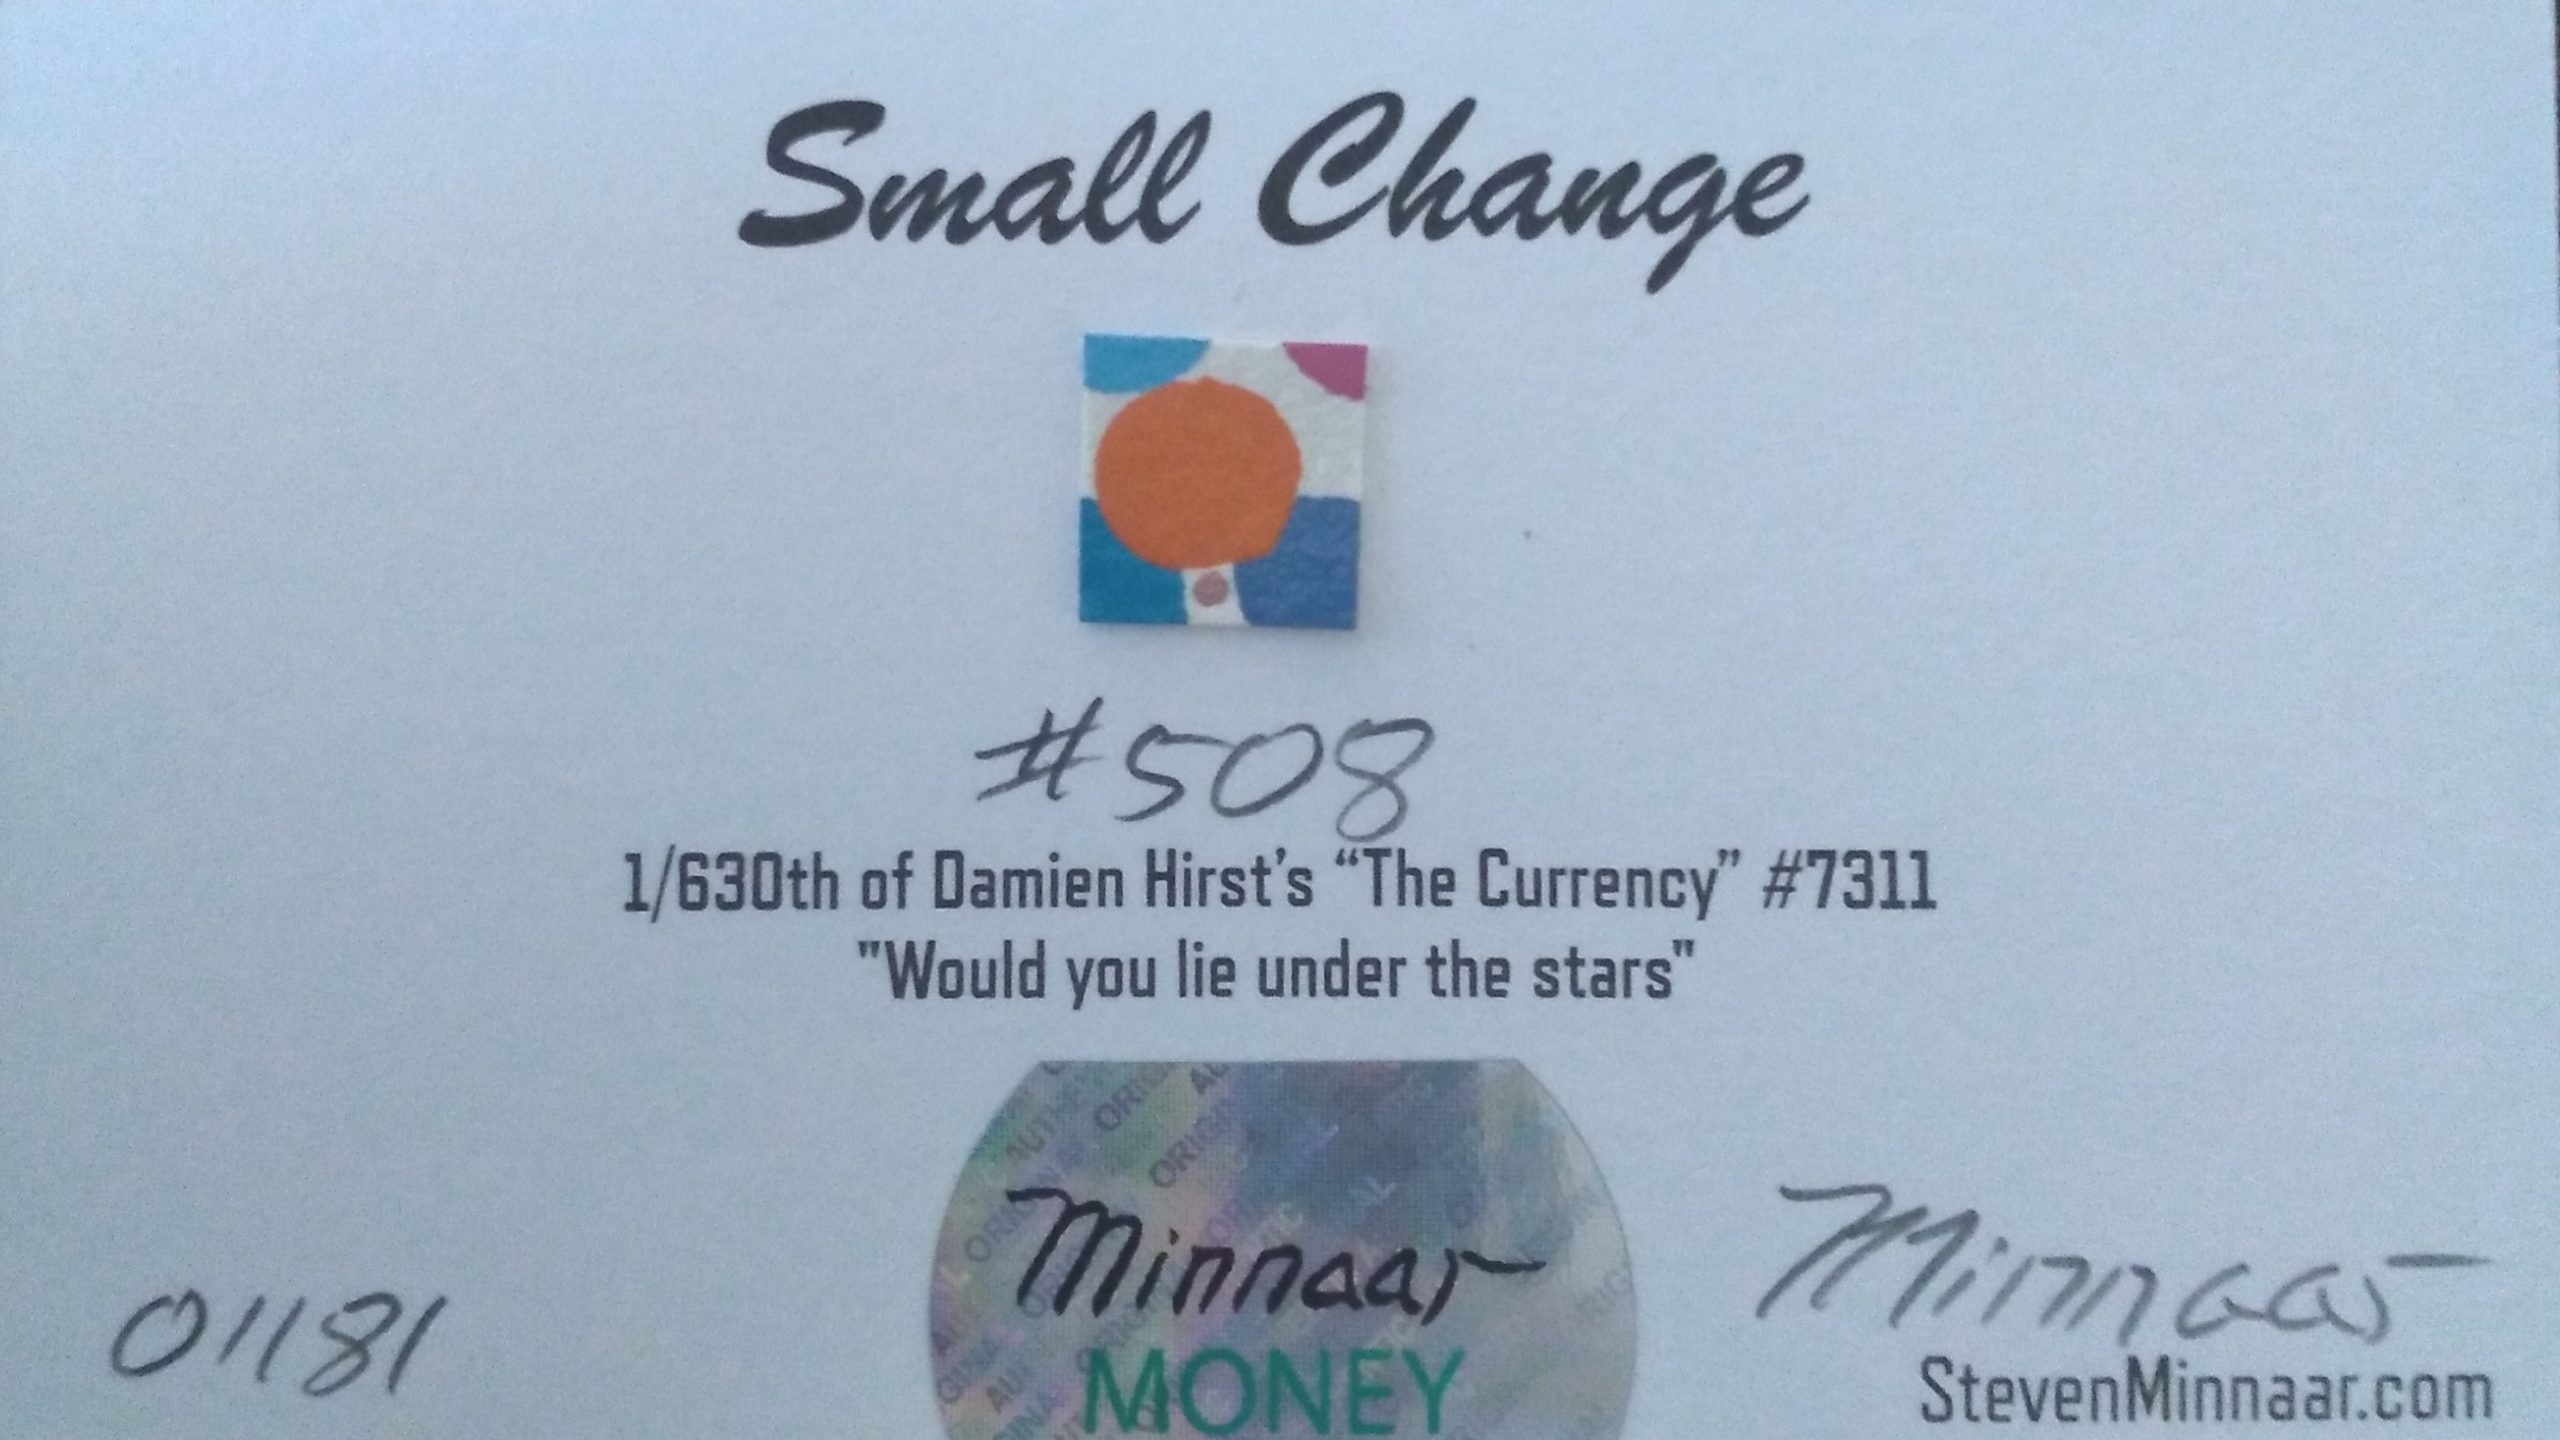 Small Change
#508
1/630th of Damien Hirst's “The Currency” #7311
"Would you lie under the stars"
Minnaar
MONEY
01181
Minnaar
StevenMinnaar.com